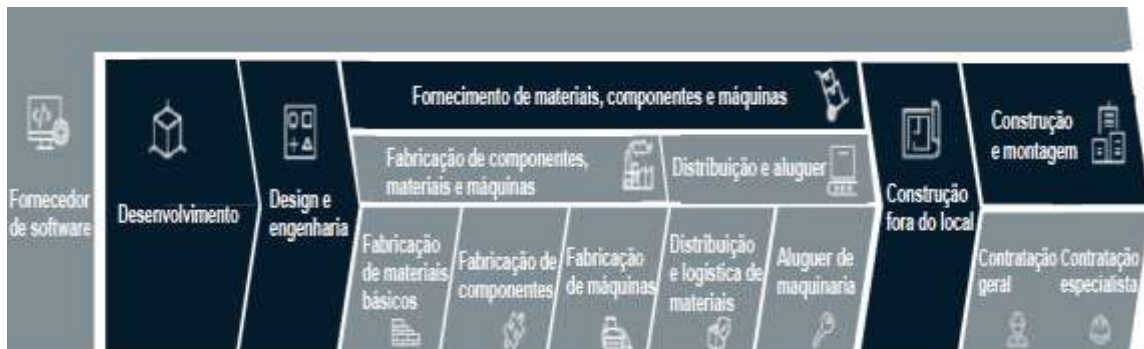 Fornecedor
de software
Desenvolvimento
Design e
engenharia
Fornecimento de materiais, componentes e máquinas
Fabricação de componentes,
materiais e máquinas
Distribuição e aluguer
Fabricação
de materiais
básicos
Fabricação de
componentes
Fabricação
de máquinas
Distribuição
e logística de
materiais
Aluguer de
maquinaria
Construção
fora do local
Construção
e montagem
Contratação
geral
Contratação
especialista